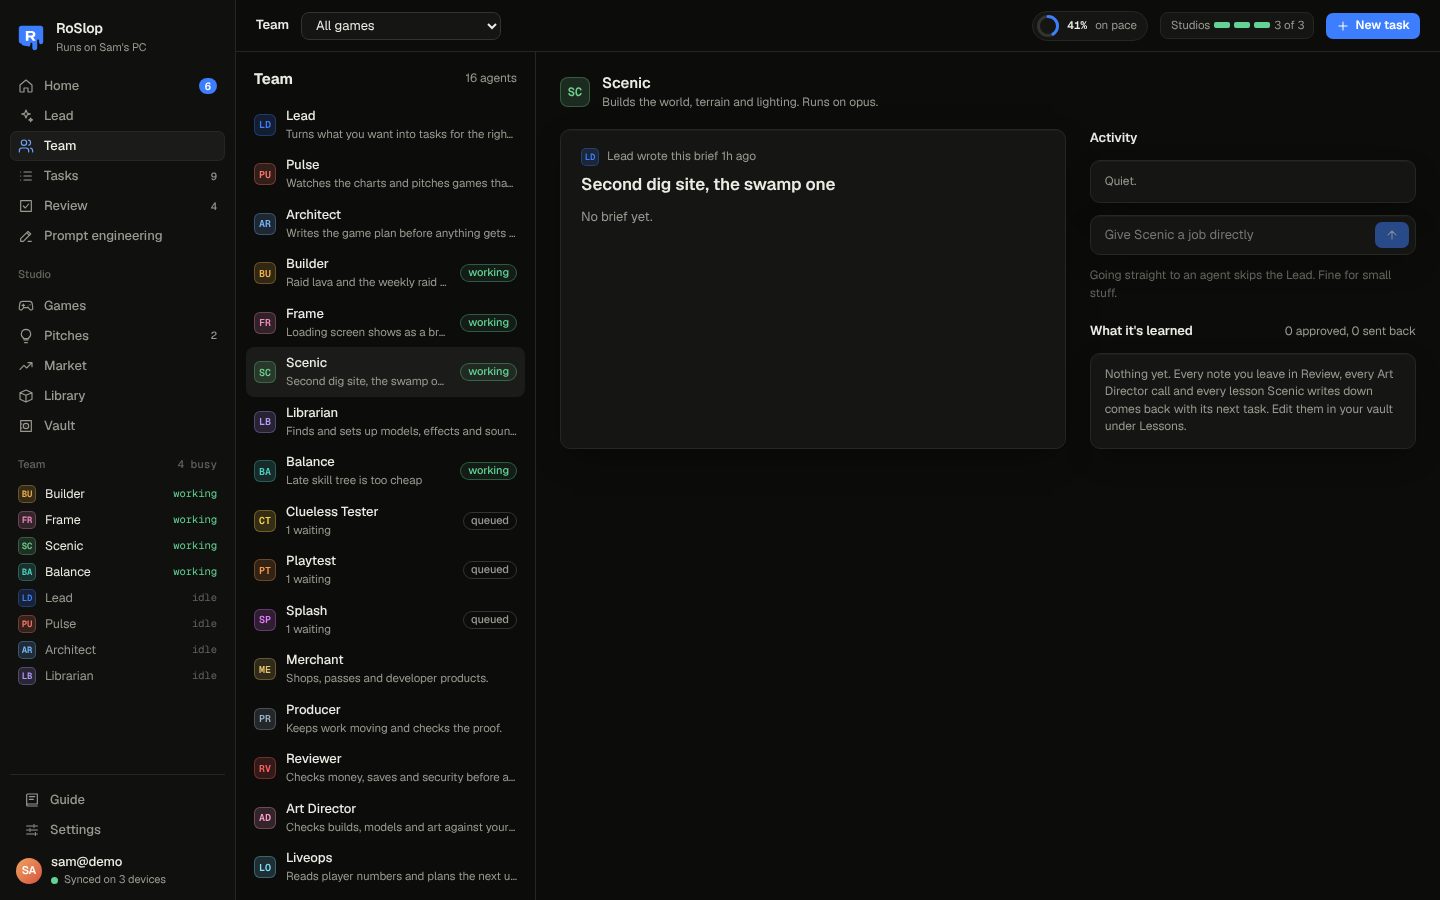 RoSlop
Runs on Sam's PC
Home 6
Lead
Team
Tasks 9
Review 4
Prompt engineering
Studio
Games
Pitches 2
Market
Library
Vault
Team 4 busy
BU Builder working
FR Frame working
SC Scenic working
BA Balance working
LD Lead idle
PU Pulse idle
AR Architect idle
LB Librarian idle
Guide
Settings
SA sam@demo
Synced on 3 devices
Team All games
41% on pace
Studios 3 of 3
+ New task
Team 16 agents
LD Lead
Turns what you want into tasks for the righ...
PU Pulse
Watches the charts and pitches games tha...
AR Architect
Writes the game plan before anything gets ...
BU Builder
Raid lava and the weekly raid ... working
FR Frame
Loading screen shows as a br... working
SC Scenic
Second dig site, the swamp o... working
LB Librarian
Finds and sets up models, effects and soun...
BA Balance
Late skill tree is too cheap working
CT Clueless Tester
1 waiting queued
PT Playtest
1 waiting queued
SP Splash
1 waiting queued
ME Merchant
Shops, passes and developer products.
PR Producer
Keeps work moving and checks the proof.
RV Reviewer
Checks money, saves and security before a...
AD Art Director
Checks builds, models and art against your...
LO Liveops
Reads player numbers and plans the next u...
SC Scenic
Builds the world, terrain and lighting. Runs on opus.
LD Lead wrote this brief 1h ago
Second dig site, the swamp one
No brief yet.
Activity
Quiet.
Give Scenic a job directly
Going straight to an agent skips the Lead. Fine for small
stuff.
What it's learned 0 approved, 0 sent back
Nothing yet. Every note you leave in Review, every Art
Director call and every lesson Scenic writes down
comes back with its next task. Edit them in your vault
under Lessons.